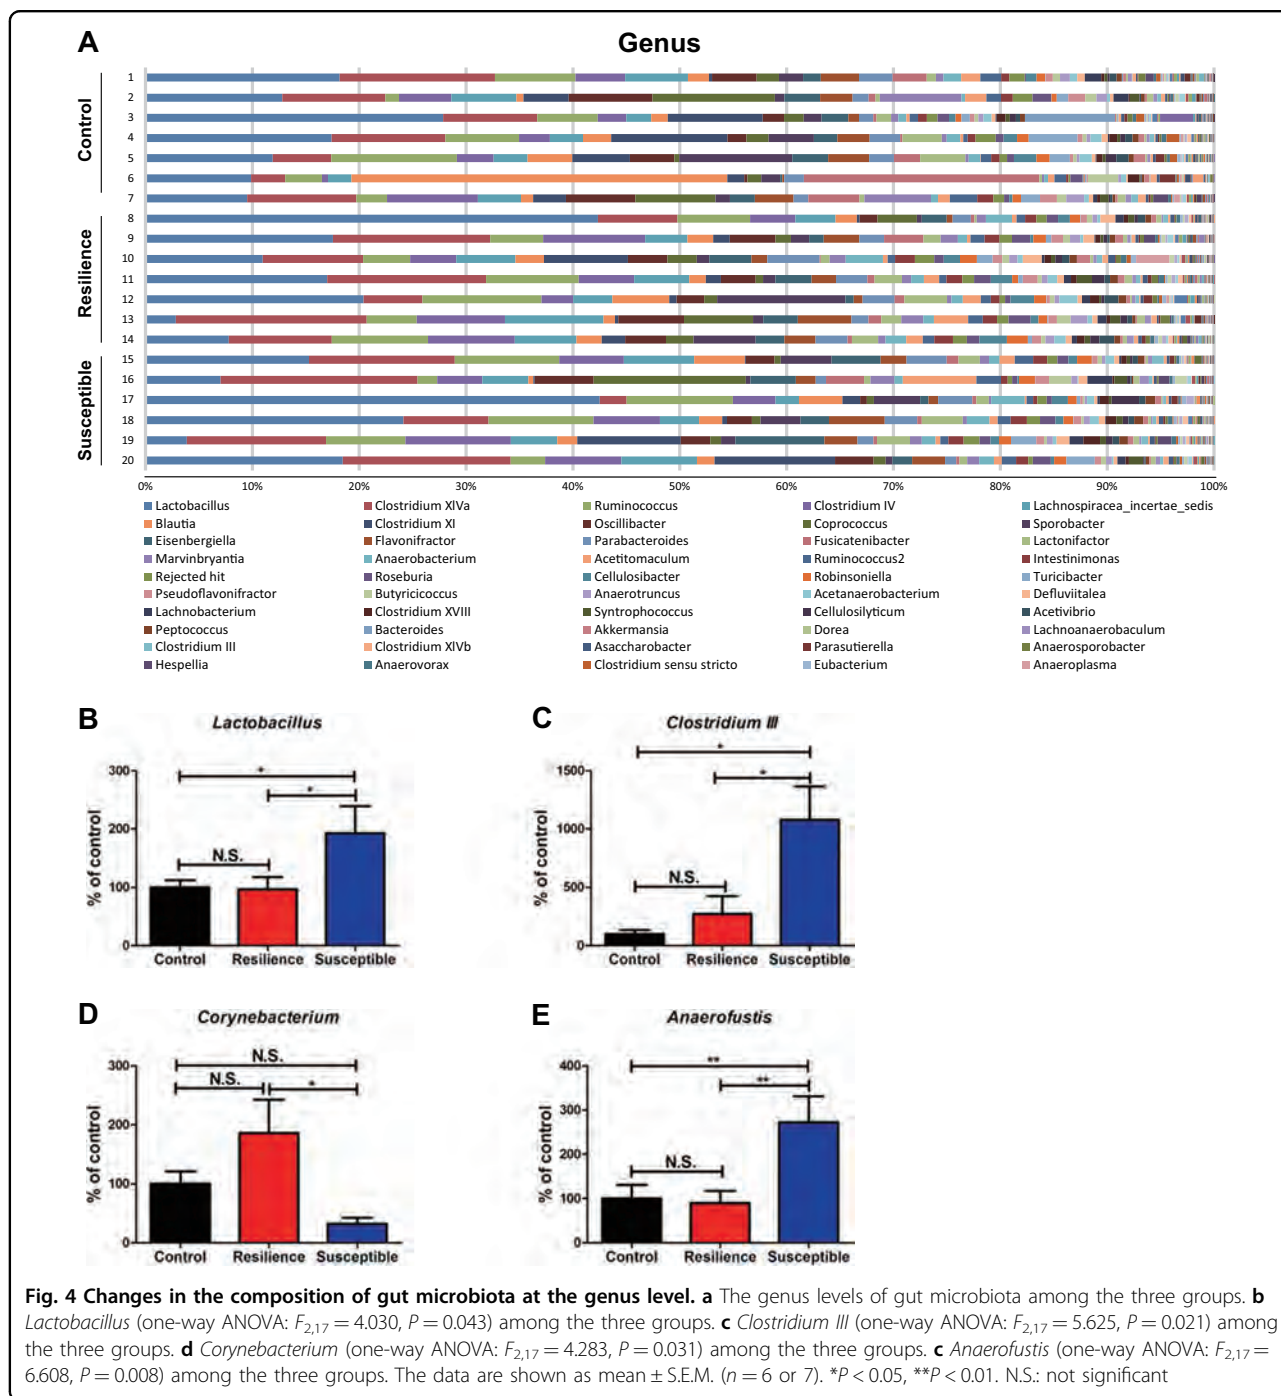 A
Genus
Control
Resilience
Susceptible
1
2
3
4
5
6
7
8
9
10
11
12
13
14
15
16
17
18
19
20
0% 10% 20% 30% 40% 50% 60% 70% 80% 90% 100%
Lactobacillus Clostridium XlVa Ruminococcus Clostridium IV Lachnospiracea_incertae_sedis
Blautia Clostridium XI Oscillibacter Coprococcus Sporobacter
Eisenbergiella Flavonifractor Parabacteroides Fusicatenibacter Lactonifactor
Marvinbryantia Anaerobacterium Acetitomaculum Ruminococcus2 Intestinimonas
Rejected hit Roseburia Cellulosibacter Robinsoniella Turicibacter
Pseudoflavonifractor Butyricicoccus Anaerotruncus Acetanaerobacterium Defluviitalea
Lachnobacterium Clostridium XVIII Syntrophococcus Cellulosilyticum Acetivibrio
Peptococcus Bacteroides Akkermansia Dorea Lachnoanaerobaculum
Clostridium III Clostridium XlVb Asaccharobacter Parasutierella Anaerosporobacter
Hespellia Anaerovorax Clostridium sensu stricto Eubacterium Anaeroplasma
B
Lactobacillus
% of control
300
200
100
0
*
*
N.S.
Control Resilience Susceptible
C
Clostridium III
% of control
1500
1000
500
0
*
*
N.S.
Control Resilience Susceptible
D
Corynebacterium
% of control
300
200
100
0
N.S.
N.S. *
Control Resilience Susceptible
E
Anaerofustis
% of control
400
300
200
100
0
**
**
N.S.
Control Resilience Susceptible
Fig. 4 Changes in the composition of gut microbiota at the genus level. a The genus levels of gut microbiota among the three groups. b
Lactobacillus (one-way ANOVA: F2,17 = 4.030, P = 0.043) among the three groups. c Clostridium III (one-way ANOVA: F2,17 = 5.625, P = 0.021) among
the three groups. d Corynebacterium (one-way ANOVA: F2,17 = 4.283, P = 0.031) among the three groups. c Anaerofustis (one-way ANOVA: F2,17 =
6.608, P = 0.008) among the three groups. The data are shown as mean ± S.E.M. (n = 6 or 7). *P < 0.05, **P < 0.01. N.S.: not significant